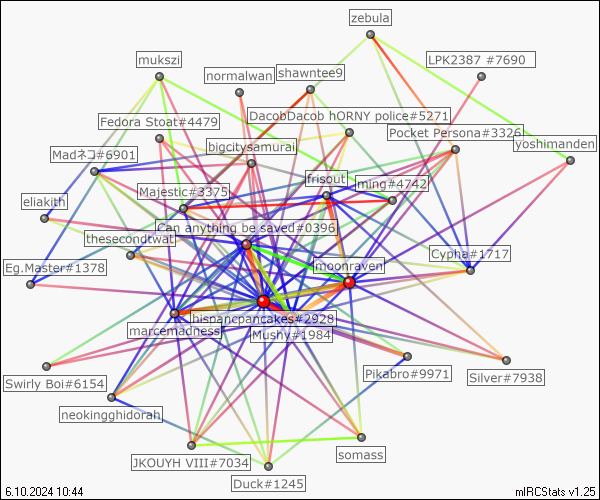 zebula
mukszi
LPK2387 #7690
normalwan
shawntee9
Fedora Stoat#4479
DacobDacob hORNY police#5271
Pocket Persona#3326
yoshimanden
bigcitysamurai
Madネコ#6901
frisout
ming#4742
Majestic#3375
eliakith
Can anything be saved#0396
thesecondtwat
Cypha#1717
moonraven
Eg.Master#1378
hispanicpancakes#2928
marcemadness
Mushy#1984
Pikabro#9971
Silver#7938
Swirly Boi#6154
neokingghidorah
somass
JKOUYH VIII#7034
Duck#1245
6.10.2024 10:44
mIRCStats v1.25